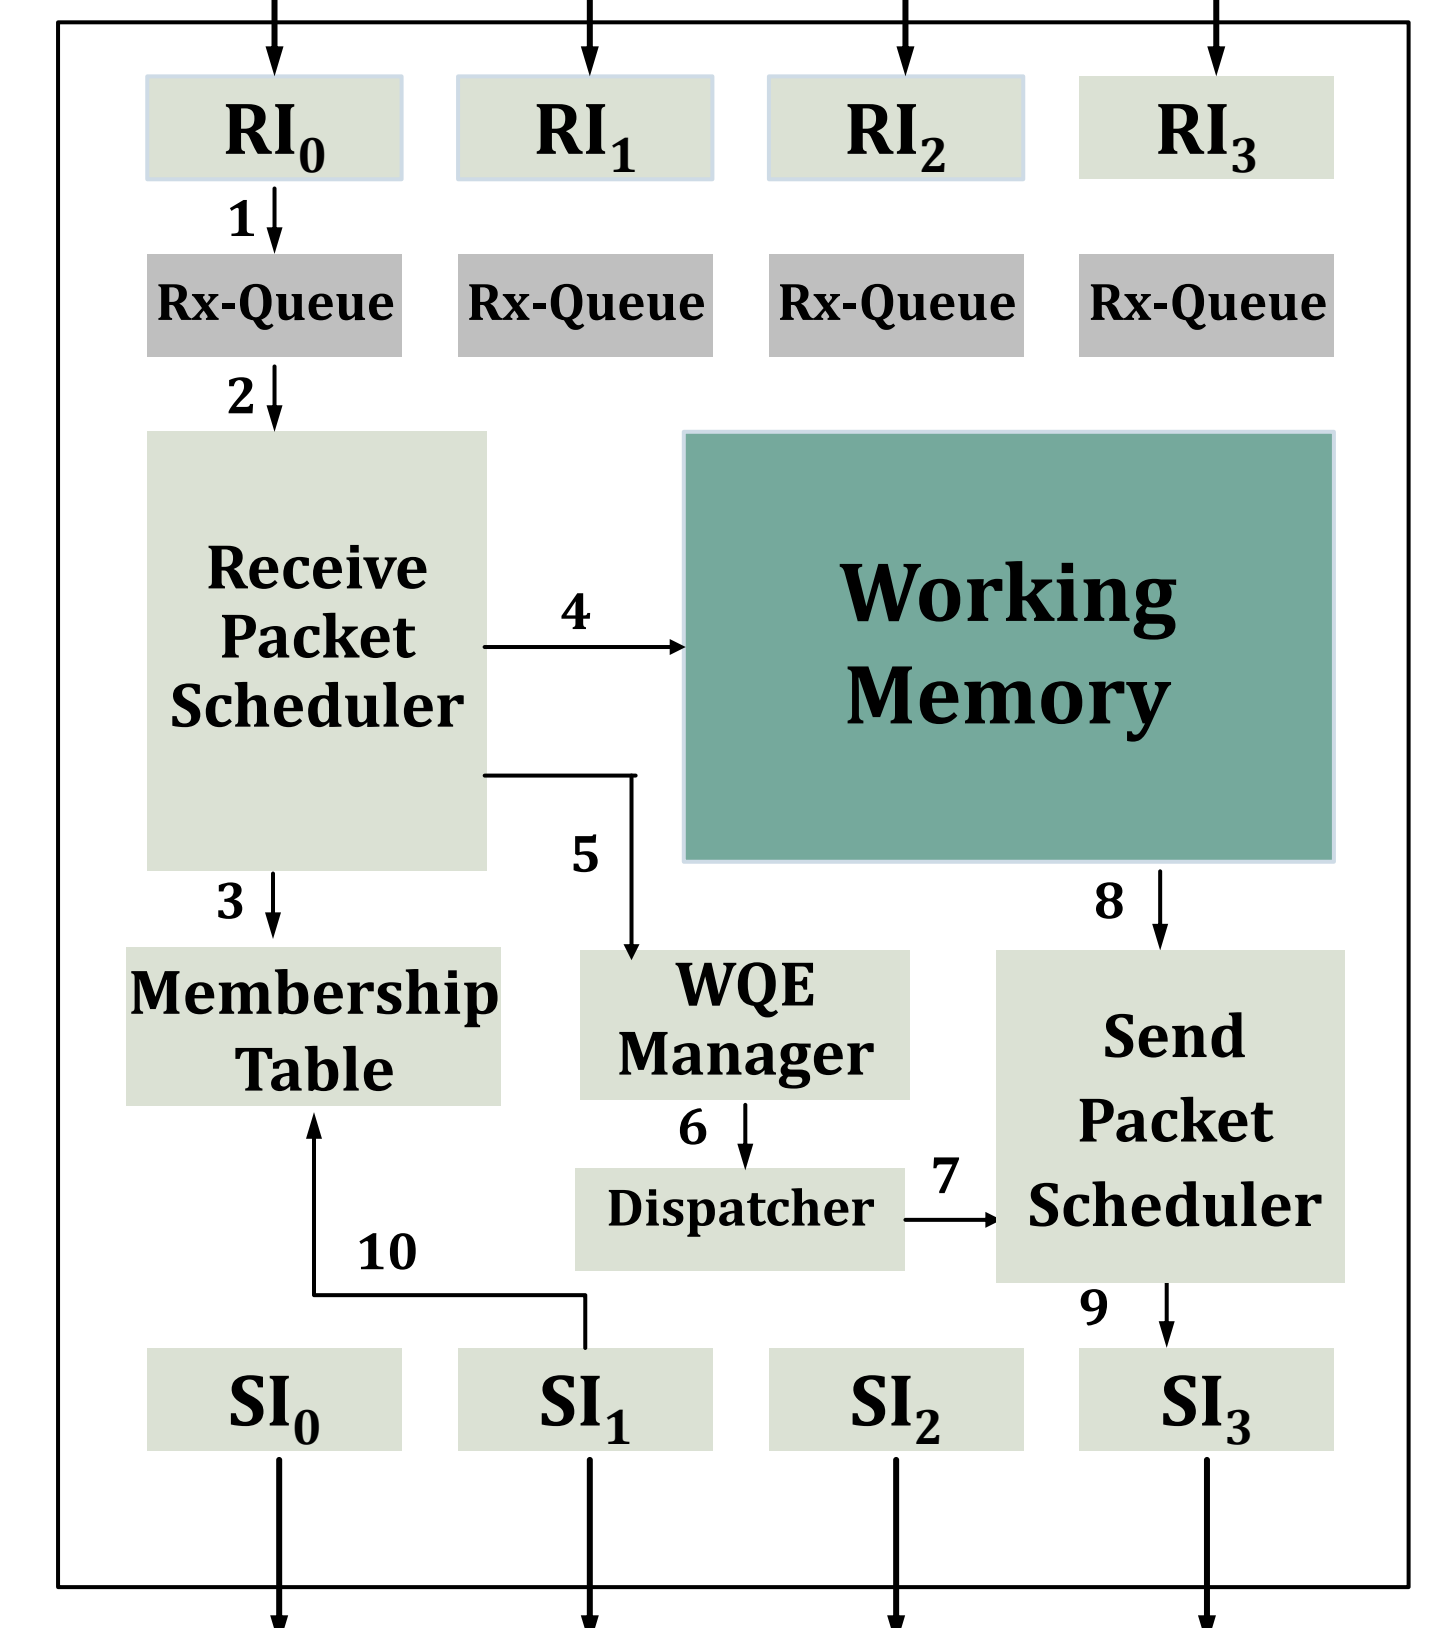 RI₀ RI₁ RI₂ RI₃
1
Rx-Queue Rx-Queue Rx-Queue Rx-Queue
2
Receive
Packet
Scheduler
4
Working
Memory
5
3
8
Membership
Table
WQE
Manager
Send
Packet
Scheduler
6
7
Dispatcher
10
9
SI₀ SI₁ SI₂ SI₃